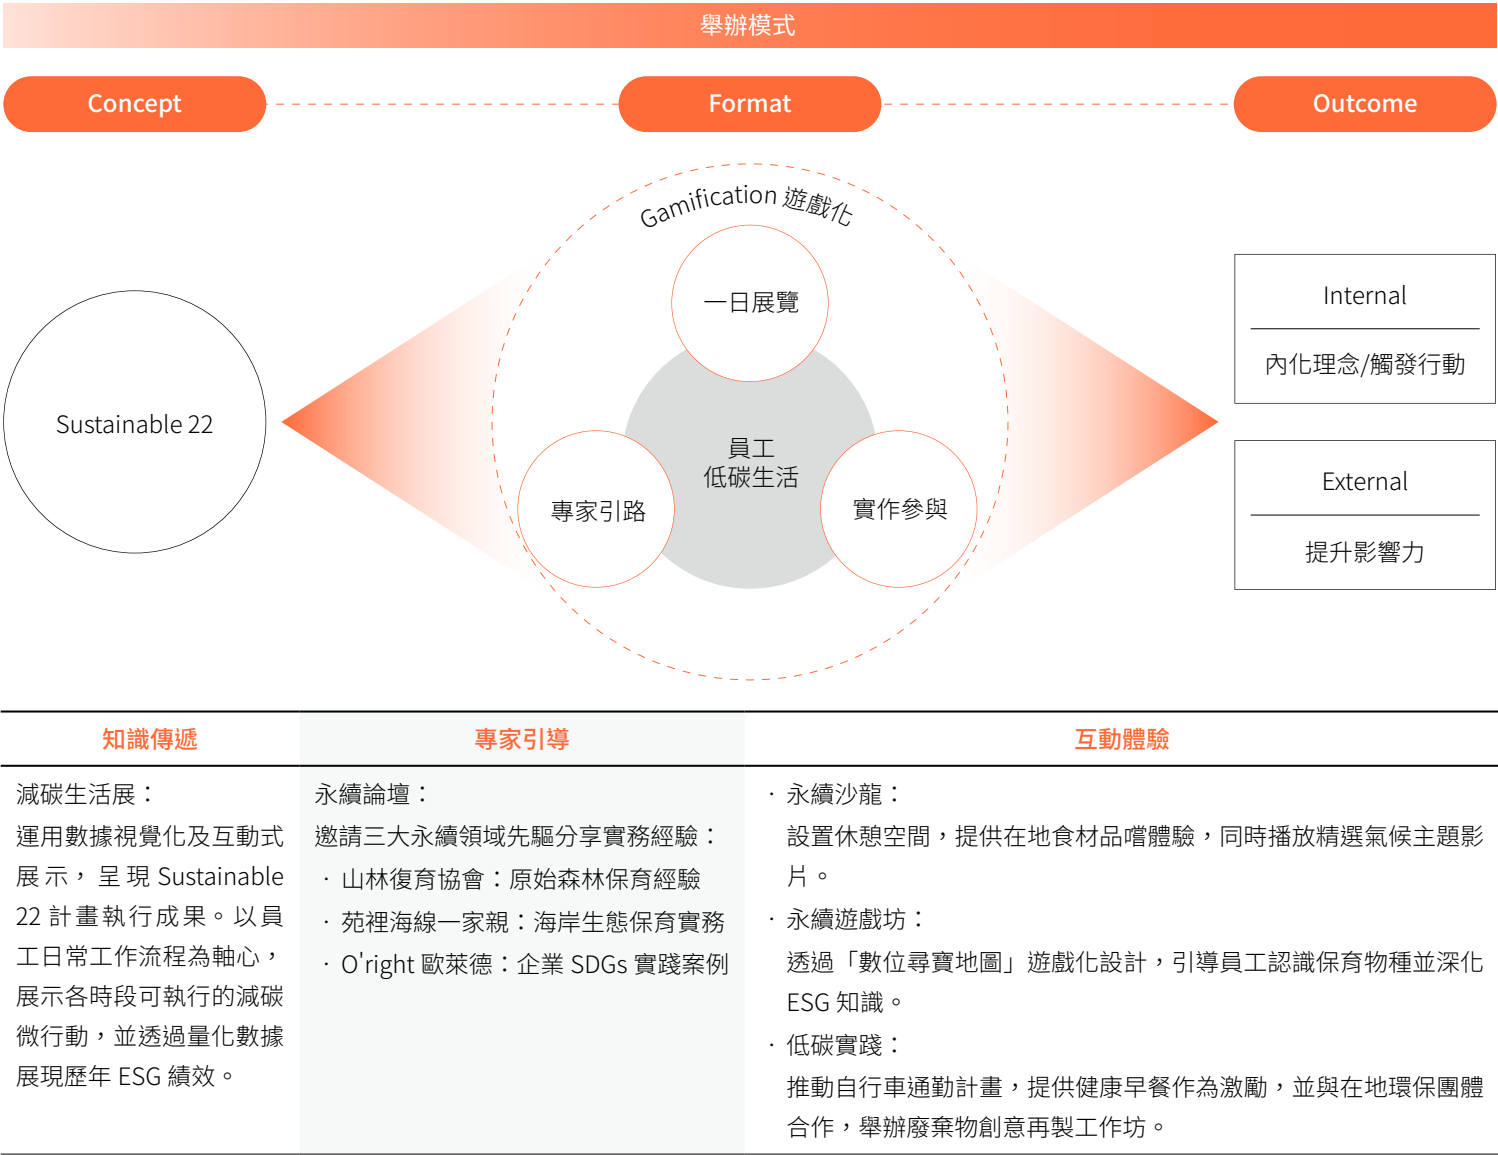 舉辦模式
Concept
Format
Outcome
Gamification 遊戲化
一日展覽
Sustainable 22
員工
低碳生活
專家引路
實作參與
Internal
內化理念/觸發行動
External
提升影響力
知識傳遞
減碳生活展：
運用數據視覺化及互動式
展示，呈現 Sustainable
22 計畫執行成果。以員
工日常工作流程為軸心，
展示各時段可執行的減碳
微行動，並透過量化數據
展現歷年 ESG 績效。
專家引導
永續論壇：
邀請三大永續領域先驅分享實務經驗：
· 山林復育協會：原始森林保育經驗
· 苑裡海線一家親：海岸生態保育實務
· O'right 歐萊德：企業 SDGs 實踐案例
互動體驗
· 永續沙龍：
設置休憩空間，提供在地食材品嚐體驗，同時播放精選氣候主題影
片。
· 永續遊戲坊：
透過「數位尋寶地圖」遊戲化設計，引導員工認識保育物種並深化
ESG 知識。
· 低碳實踐：
推動自行車通勤計畫，提供健康早餐作為激勵，並與在地環保團體
合作，舉辦廢棄物創意再製工作坊。